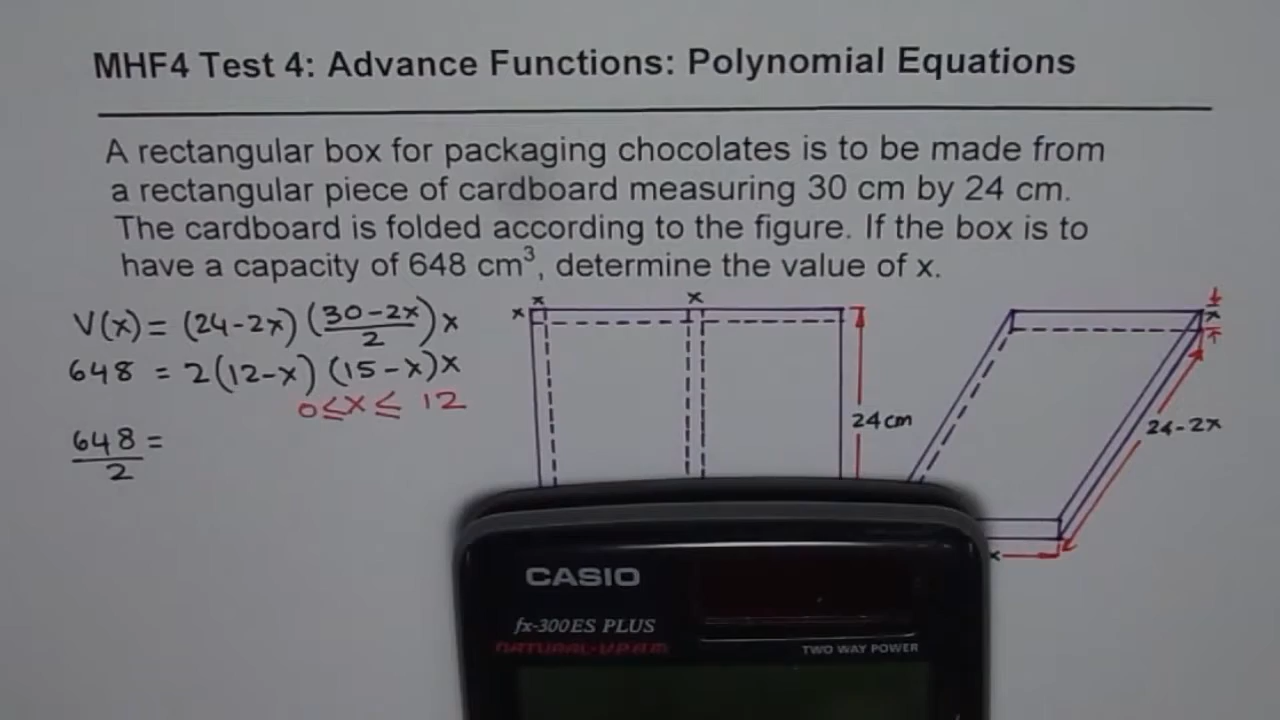 MHF4 Test 4: Advance Functions: Polynomial Equations
A rectangular box for packaging chocolates is to be made from
a rectangular piece of cardboard measuring 30 cm by 24 cm.
The cardboard is folded according to the figure. If the box is to
have a capacity of 648 cm³, determine the value of x.
V(x) = (24-2x) (30-2x)/2 x
648 = 2(12-x) (15-x)x
0≤x≤ 12
648/2 =
x
x
x
24cm
x
24-2x
x
CASIO
fx-300ES PLUS
NATURAL-V.P.A.M.
TWO WAY POWER